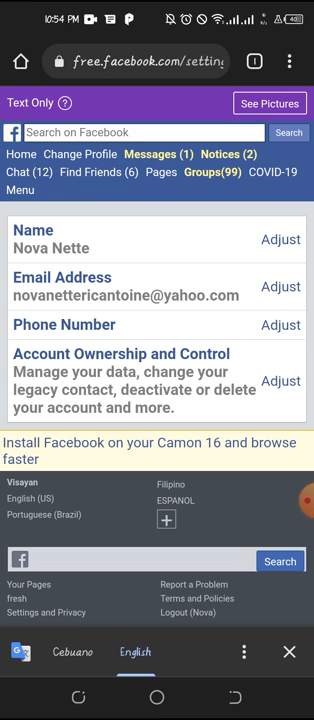 10:54 PM
40
free.facebook.com/setting
Text Only ?
See Pictures
Search on Facebook
Search
Home Change Profile Messages (1) Notices (2)
Chat (12) Find Friends (6) Pages Groups(99) COVID-19
Menu
Name
Nova Nette
Adjust
Email Address
novanettericantoine@yahoo.com
Adjust
Phone Number
Adjust
Account Ownership and Control
Manage your data, change your
legacy contact, deactivate or delete
your account and more.
Adjust
Install Facebook on your Camon 16 and browse
faster
Visayan
Filipino
English (US)
ESPANOL
Portuguese (Brazil)
Search
Your Pages
Report a Problem
fresh
Terms and Policies
Settings and Privacy
Logout (Nova)
Cebuano English